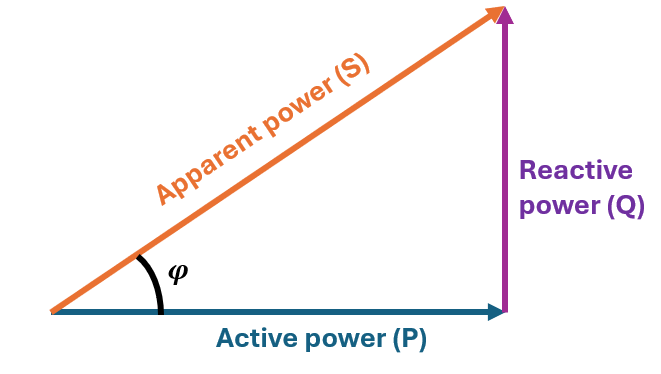 Apparent power (S)
Reactive
power (Q)
φ
Active power (P)